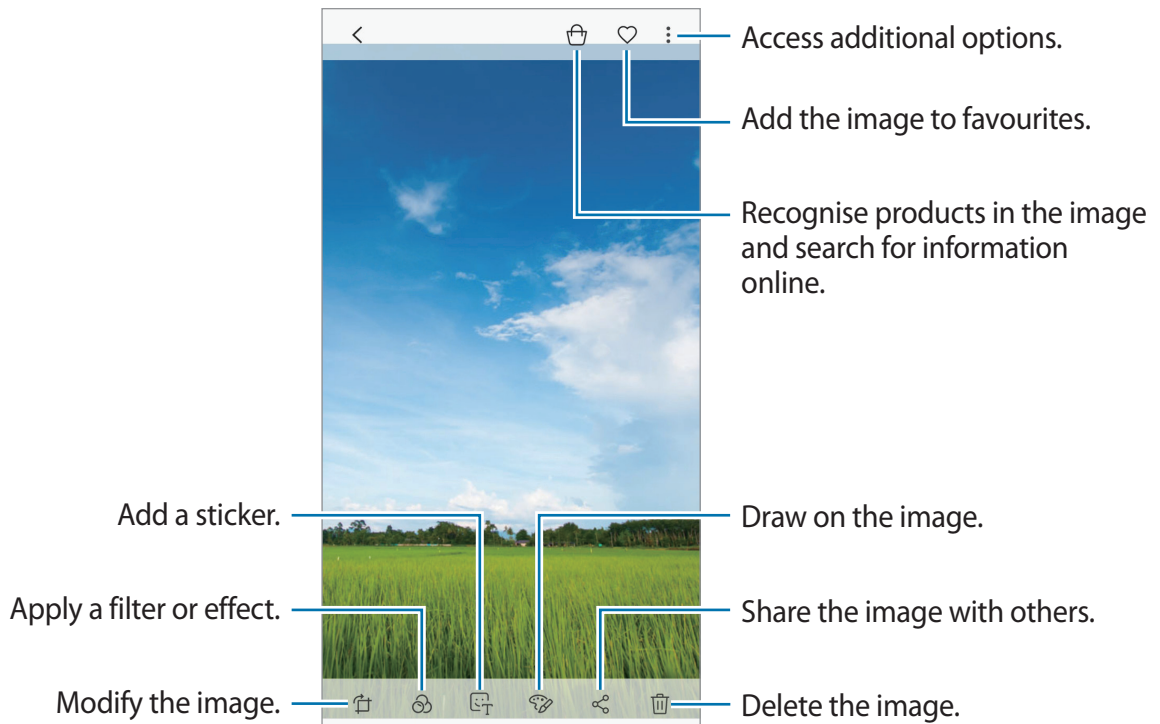 Access additional options.
Add the image to favourites.
Recognise products in the image
and search for information
online.
Add a sticker.
Draw on the image.
Apply a filter or effect.
Share the image with others.
Modify the image.
Delete the image.